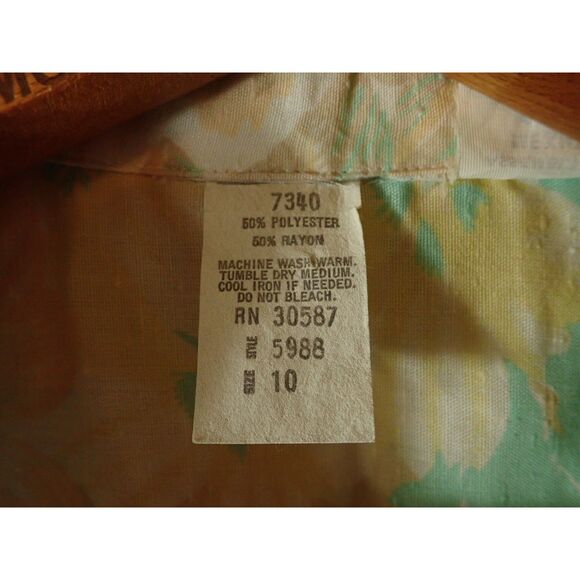 7340
50% POLYESTER
50% RAYON
MACHINE WASH WARM.
TUMBLE DRY MEDIUM.
COOL IRON IF NEEDED.
DO NOT BLEACH.
RN 30587
STYLE 5988
SIZE 10